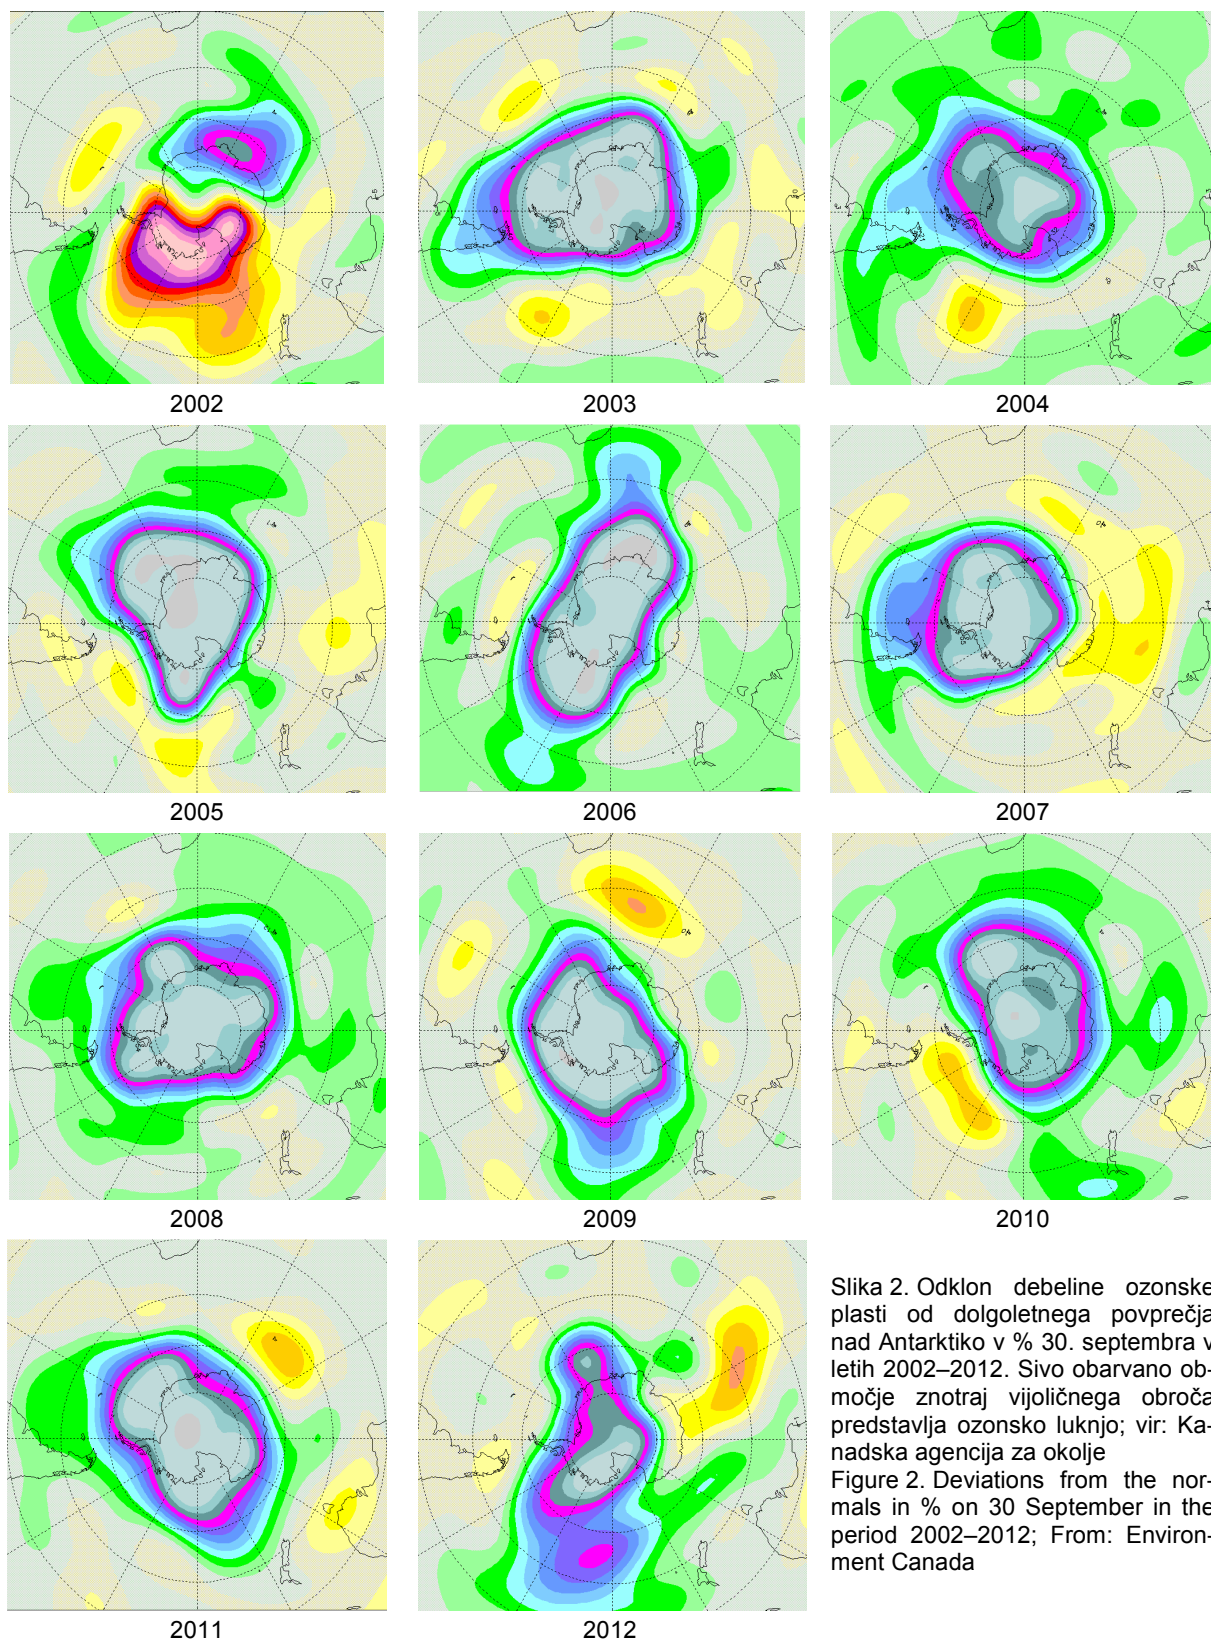 2002
2003
2004
2005
2006
2007
2008
2009
2010
2011
2012
Slika 2. Odklon debeline ozonske
plasti od dolgoletnega povprečja
nad Antarktiko v % 30. septembra v
letih 2002–2012. Sivo obarvano ob-
močje znotraj vijoličnega obroča
predstavlja ozonsko luknjo; vir: Ka-
nadska agencija za okolje
Figure 2. Deviations from the nor-
mals in % on 30 September in the
period 2002–2012; From: Environ-
ment Canada